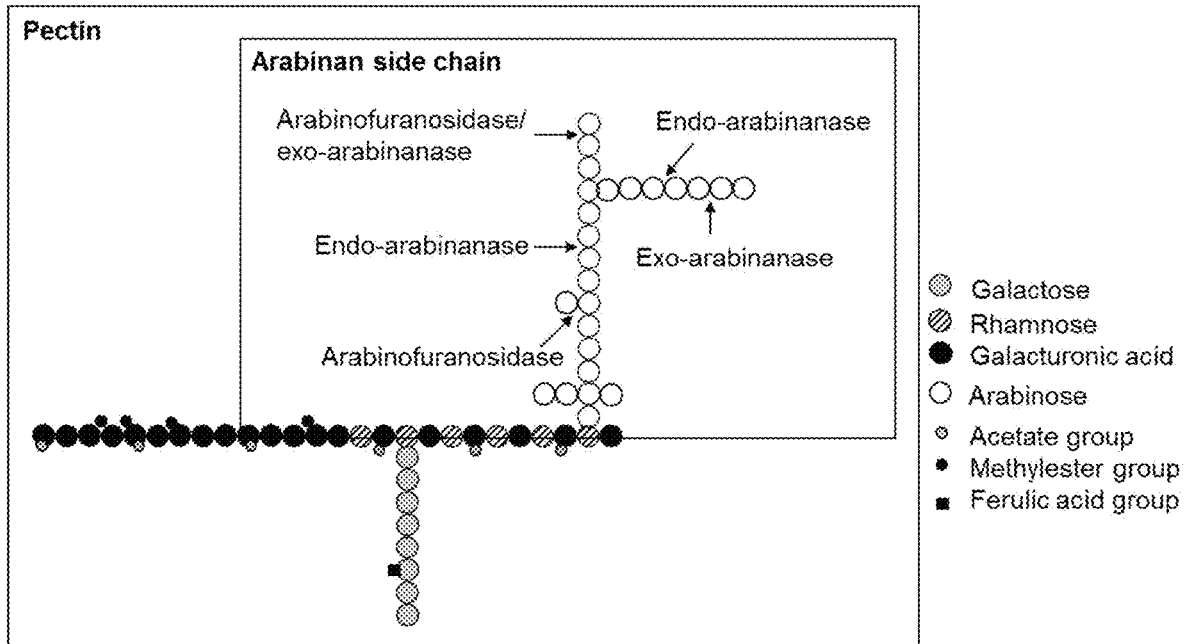 Pectin
Arabinan side chain
Arabinofuranosidase/
exo-arabinanase
Endo-arabinanase
Endo-arabinanase
Exo-arabinanase
Arabinofuranosidase
Galactose
Rhamnose
Galacturonic acid
Arabinose
Acetate group
Methylester group
Ferulic acid group